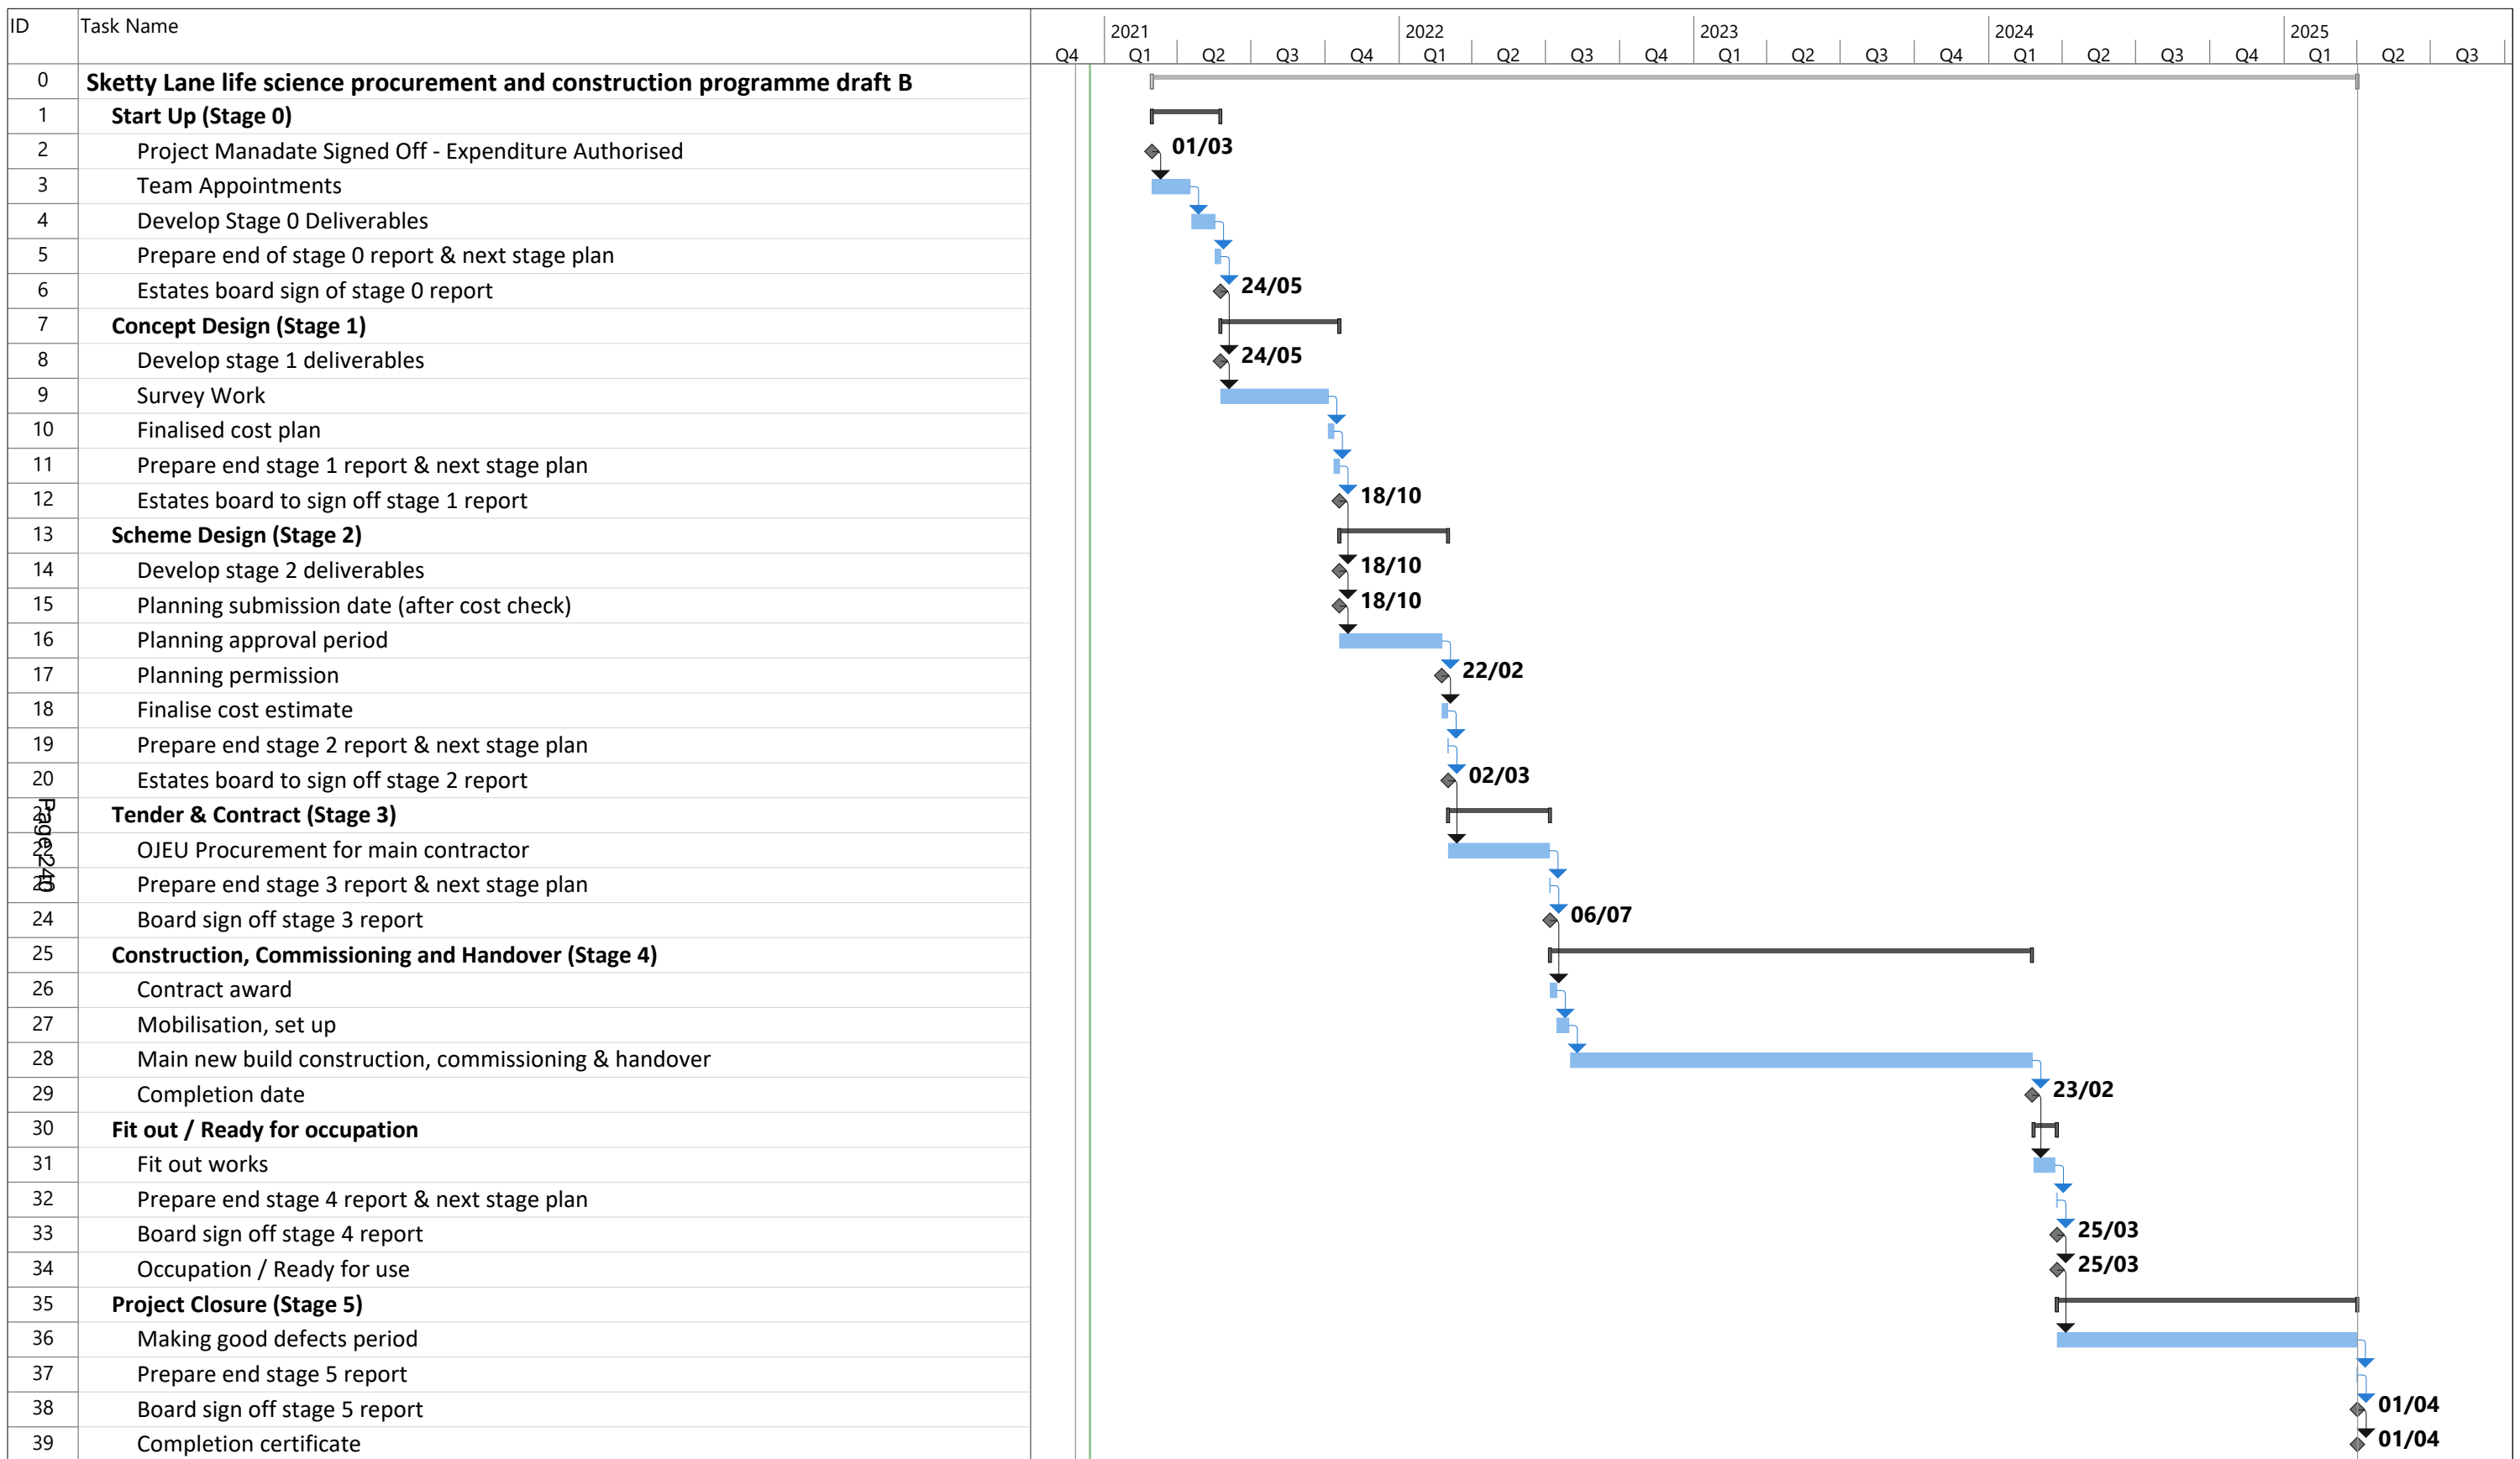 ID Task Name 2021 2022 2023 2024 2025
Q4 Q1 Q2 Q3 Q4 Q1 Q2 Q3 Q4 Q1 Q2 Q3 Q4 Q1 Q2 Q3 Q4 Q1 Q2 Q3
0 Sketty Lane life science procurement and construction programme draft B
1 Start Up (Stage 0)
2 Project Manadate Signed Off - Expenditure Authorised 01/03
3 Team Appointments
4 Develop Stage 0 Deliverables
5 Prepare end of stage 0 report & next stage plan
6 Estates board sign of stage 0 report 24/05
7 Concept Design (Stage 1)
8 Develop stage 1 deliverables 24/05
9 Survey Work
10 Finalised cost plan
11 Prepare end stage 1 report & next stage plan
12 Estates board to sign off stage 1 report 18/10
13 Scheme Design (Stage 2)
14 Develop stage 2 deliverables 18/10
15 Planning submission date (after cost check) 18/10
16 Planning approval period
17 Planning permission 22/02
18 Finalise cost estimate
19 Prepare end stage 2 report & next stage plan
20 Estates board to sign off stage 2 report 02/03
21 Tender & Contract (Stage 3)
22 OJEU Procurement for main contractor
23 Prepare end stage 3 report & next stage plan
24 Board sign off stage 3 report 06/07
25 Construction, Commissioning and Handover (Stage 4)
26 Contract award
27 Mobilisation, set up
28 Main new build construction, commissioning & handover
29 Completion date 23/02
30 Fit out / Ready for occupation
31 Fit out works
32 Prepare end stage 4 report & next stage plan
33 Board sign off stage 4 report 25/03
34 Occupation / Ready for use 25/03
35 Project Closure (Stage 5)
36 Making good defects period
37 Prepare end stage 5 report
38 Board sign off stage 5 report 01/04
39 Completion certificate 01/04
Page 240